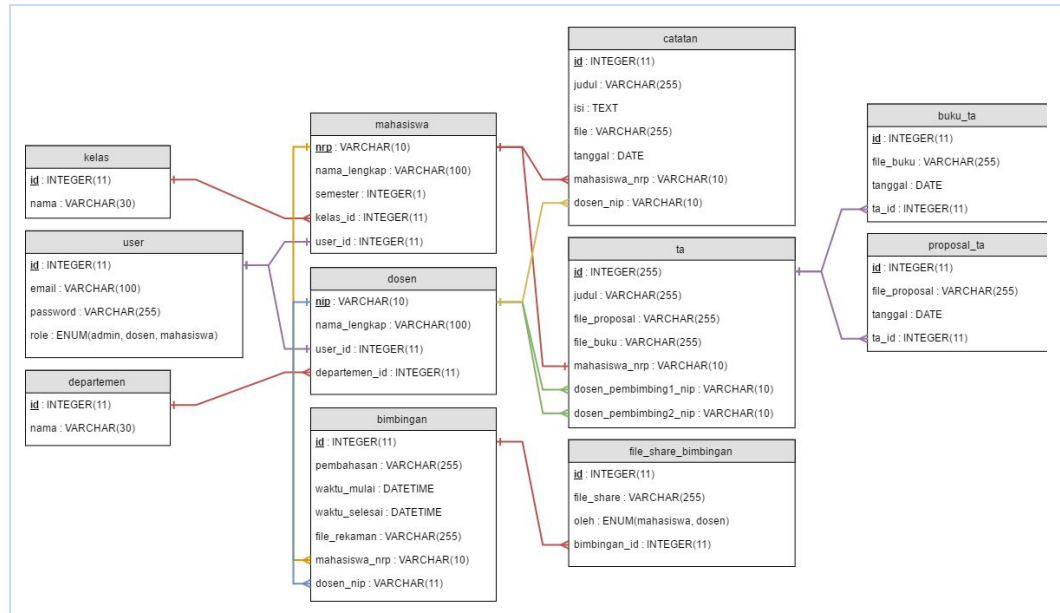 kelas
id : INTEGER(11)
nama : VARCHAR(30)
user
id : INTEGER(11)
email : VARCHAR(100)
password : VARCHAR(255)
role : ENUM(admin, dosen, mahasiswa)
departemen
id : INTEGER(11)
nama : VARCHAR(30)
mahasiswa
nrp : VARCHAR(10)
nama_lengkap : VARCHAR(100)
semester : INTEGER(1)
kelas_id : INTEGER(11)
user_id : INTEGER(11)
dosen
nip : VARCHAR(10)
nama_lengkap : VARCHAR(100)
user_id : INTEGER(11)
departemen_id : INTEGER(11)
bimbingan
id : INTEGER(11)
pembahasan : VARCHAR(255)
waktu_mulai : DATETIME
waktu_selesai : DATETIME
file_rekaman : VARCHAR(255)
mahasiswa_nrp : VARCHAR(10)
dosen_nip : VARCHAR(11)
catatan
id : INTEGER(11)
judul : VARCHAR(255)
isi : TEXT
file : VARCHAR(255)
tanggal : DATE
mahasiswa_nrp : VARCHAR(10)
dosen_nip : VARCHAR(10)
ta
id : INTEGER(255)
judul : VARCHAR(255)
file_proposal : VARCHAR(255)
file_buku : VARCHAR(255)
mahasiswa_nrp : VARCHAR(10)
dosen_pembimbing1_nip : VARCHAR(10)
dosen_pembimbing2_nip : VARCHAR(10)
file_share_bimbingan
id : INTEGER(11)
file_share : VARCHAR(255)
oleh : ENUM(mahasiswa, dosen)
bimbingan_id : INTEGER(11)
buku_ta
id : INTEGER(11)
file_buku : VARCHAR(255)
tanggal : DATE
ta_id : INTEGER(11)
proposal_ta
id : INTEGER(11)
file_proposal : VARCHAR(255)
tanggal : DATE
ta_id : INTEGER(11)